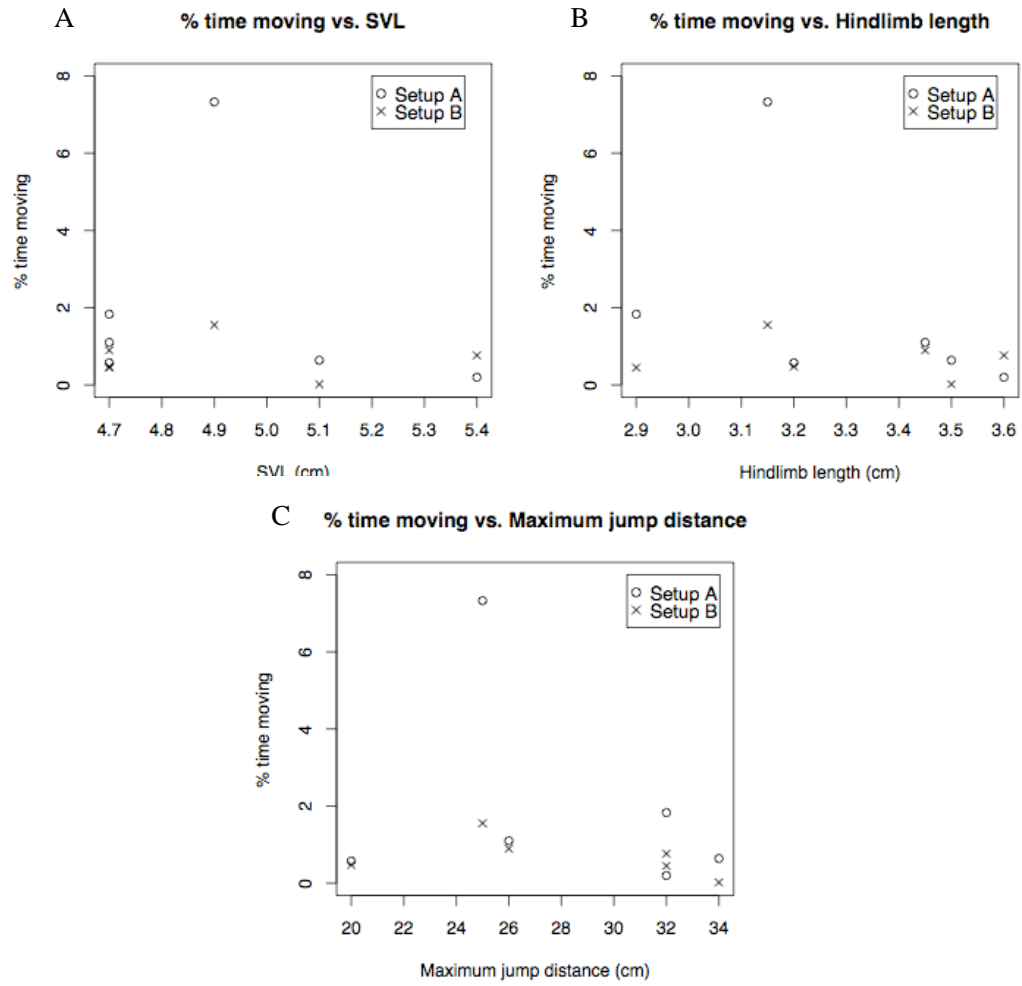 A
% time moving vs. SVL
% time moving
8
6
4
2
0
Setup A
Setup B
4.7 4.8 4.9 5.0 5.1 5.2 5.3 5.4
SVL (cm)
B
% time moving vs. Hindlimb length
% time moving
8
6
4
2
0
Setup A
Setup B
2.9 3.0 3.1 3.2 3.3 3.4 3.5 3.6
Hindlimb length (cm)
C
% time moving vs. Maximum jump distance
% time moving
8
6
4
2
0
Setup A
Setup B
20 22 24 26 28 30 32 34
Maximum jump distance (cm)